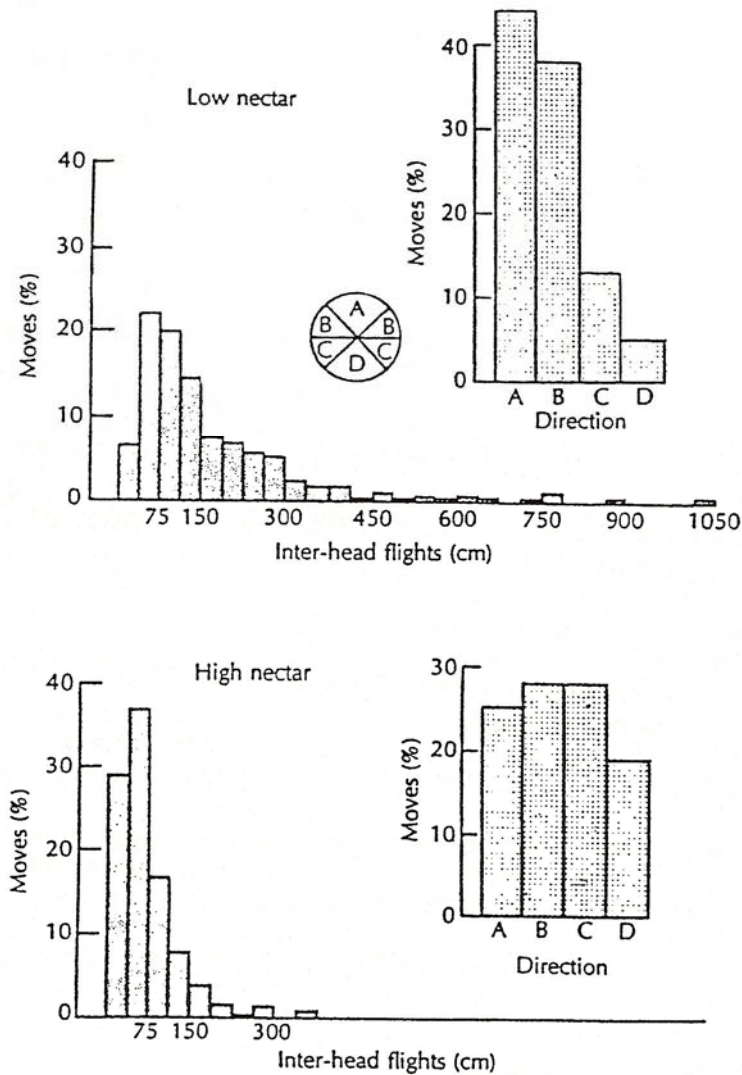 Low nectar
Moves (%)
40
30
20
10
0
75 150 300 450 600 750 900 1050
Inter-head flights (cm)
A
B B
C C
D
Moves (%)
40
30
20
10
0
A B C D
Direction
High nectar
Moves (%)
40
30
20
10
0
75 150 300
Inter-head flights (cm)
Moves (%)
30
20
10
0
A B C D
Direction